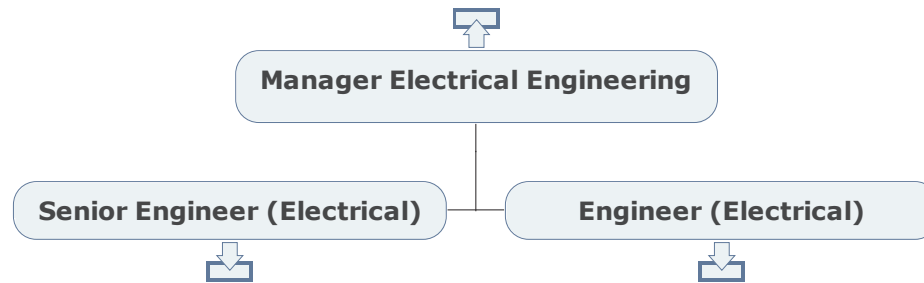 Manager Electrical Engineering
Senior Engineer (Electrical)
Engineer (Electrical)